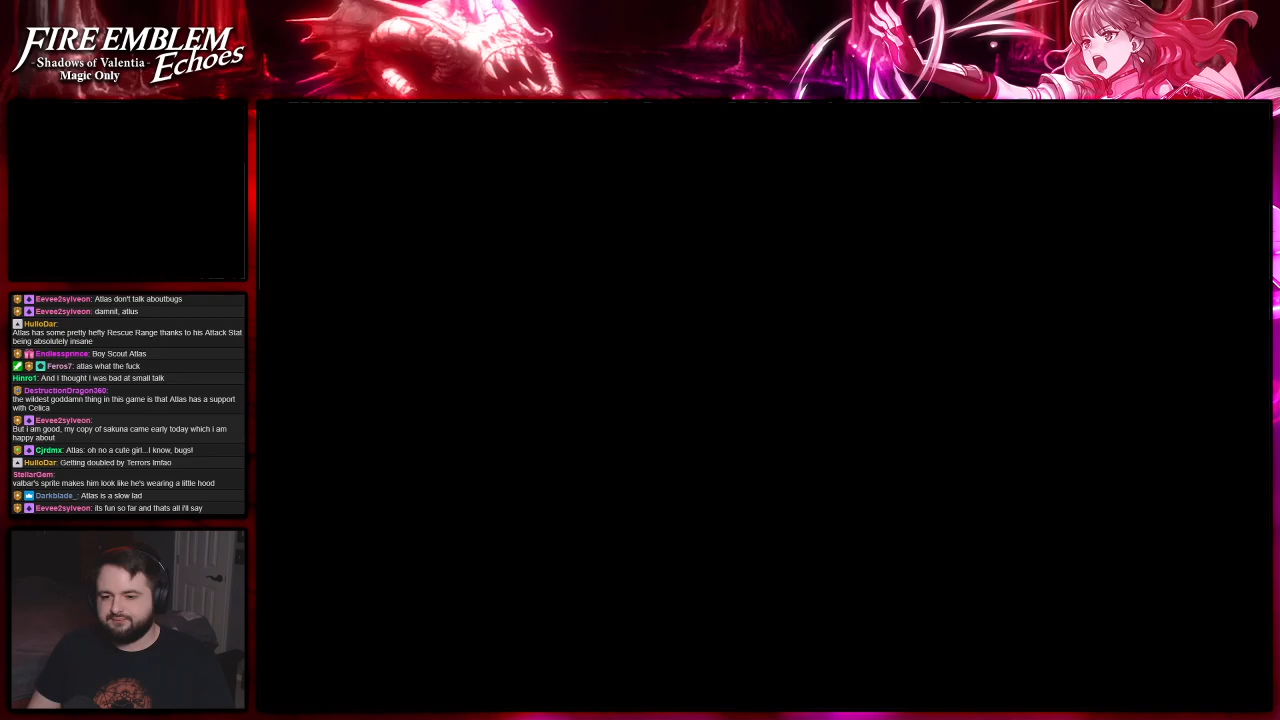 FIRE EMBLEM
Echoes
- Shadows of Valentia -
Magic Only
Eevee2sylveon: Atlas don't talk aboutbugs
Eevee2sylveon: damnit, atlus
HulloDar:
Atlas has some pretty hefty Rescue Range thanks to his Attack Stat
being absolutely insane
Endlessprince: Boy Scout Atlas
Feros7: atlas what the fuck
Hinro1: And I thought I was bad at small talk
DestructionDragon360:
the wildest goddamn thing in this game is that Atlas has a support
with Celica
Eevee2sylveon:
But i am good, my copy of sakuna came early today which i am
happy about
Cjrdmx: Atlas: oh no a cute girl...I know, bugs!
HulloDar: Getting doubled by Terrors lmfao
StellarGem:
valbar's sprite makes him look like he's wearing a little hood
Darkblade_: Atlas is a slow lad
Eevee2sylveon: its fun so far and thats all i'll say